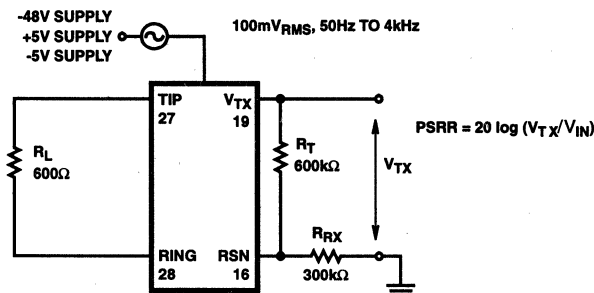 -48V SUPPLY
+5V SUPPLY
-5V SUPPLY
100mVRMS, 50Hz TO 4kHz
TIP
27
VTX
19
PSRR = 20 log (VTX/VIN)
RL
600Ω
RT
600kΩ
VTX
RING
28
RSN
16
RRX
300kΩ